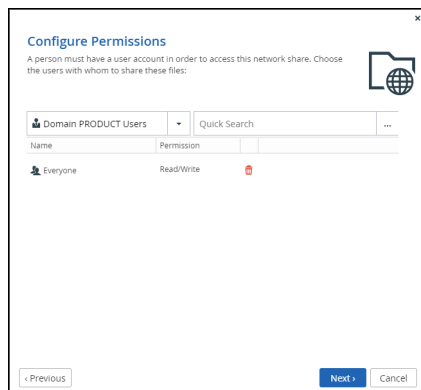 ×
Configure Permissions
A person must have a user account in order to access this network share. Choose
the users with whom to share these files:
Domain PRODUCT Users
Quick Search
...
Name Permission
Everyone Read/Write
‹ Previous
Next ›
Cancel